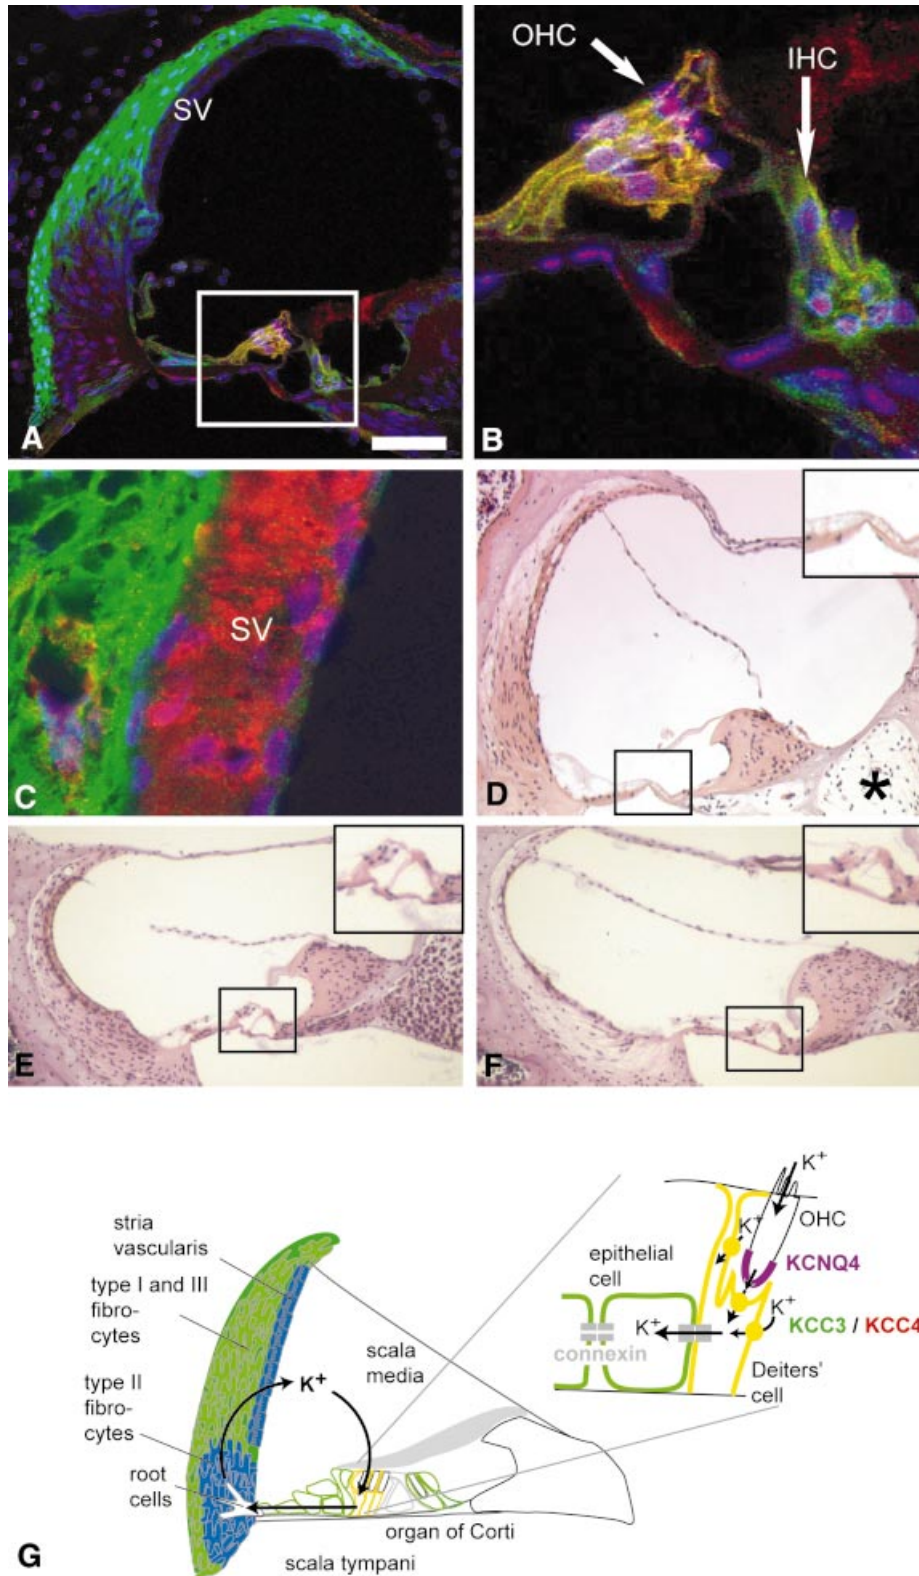 OHC
IHC
SV
A
B
SV
C
D
*
E
F
stria
vascularis
type I and III
fibro-
cytes
type II
fibro-
cytes
root
cells
K+
scala
media
organ of Corti
scala tympani
epithelial
cell
K+
connexin
K+
K+
OHC
KCNQ4
K+
KCC3 / KCC4
Deiters'
cell
G